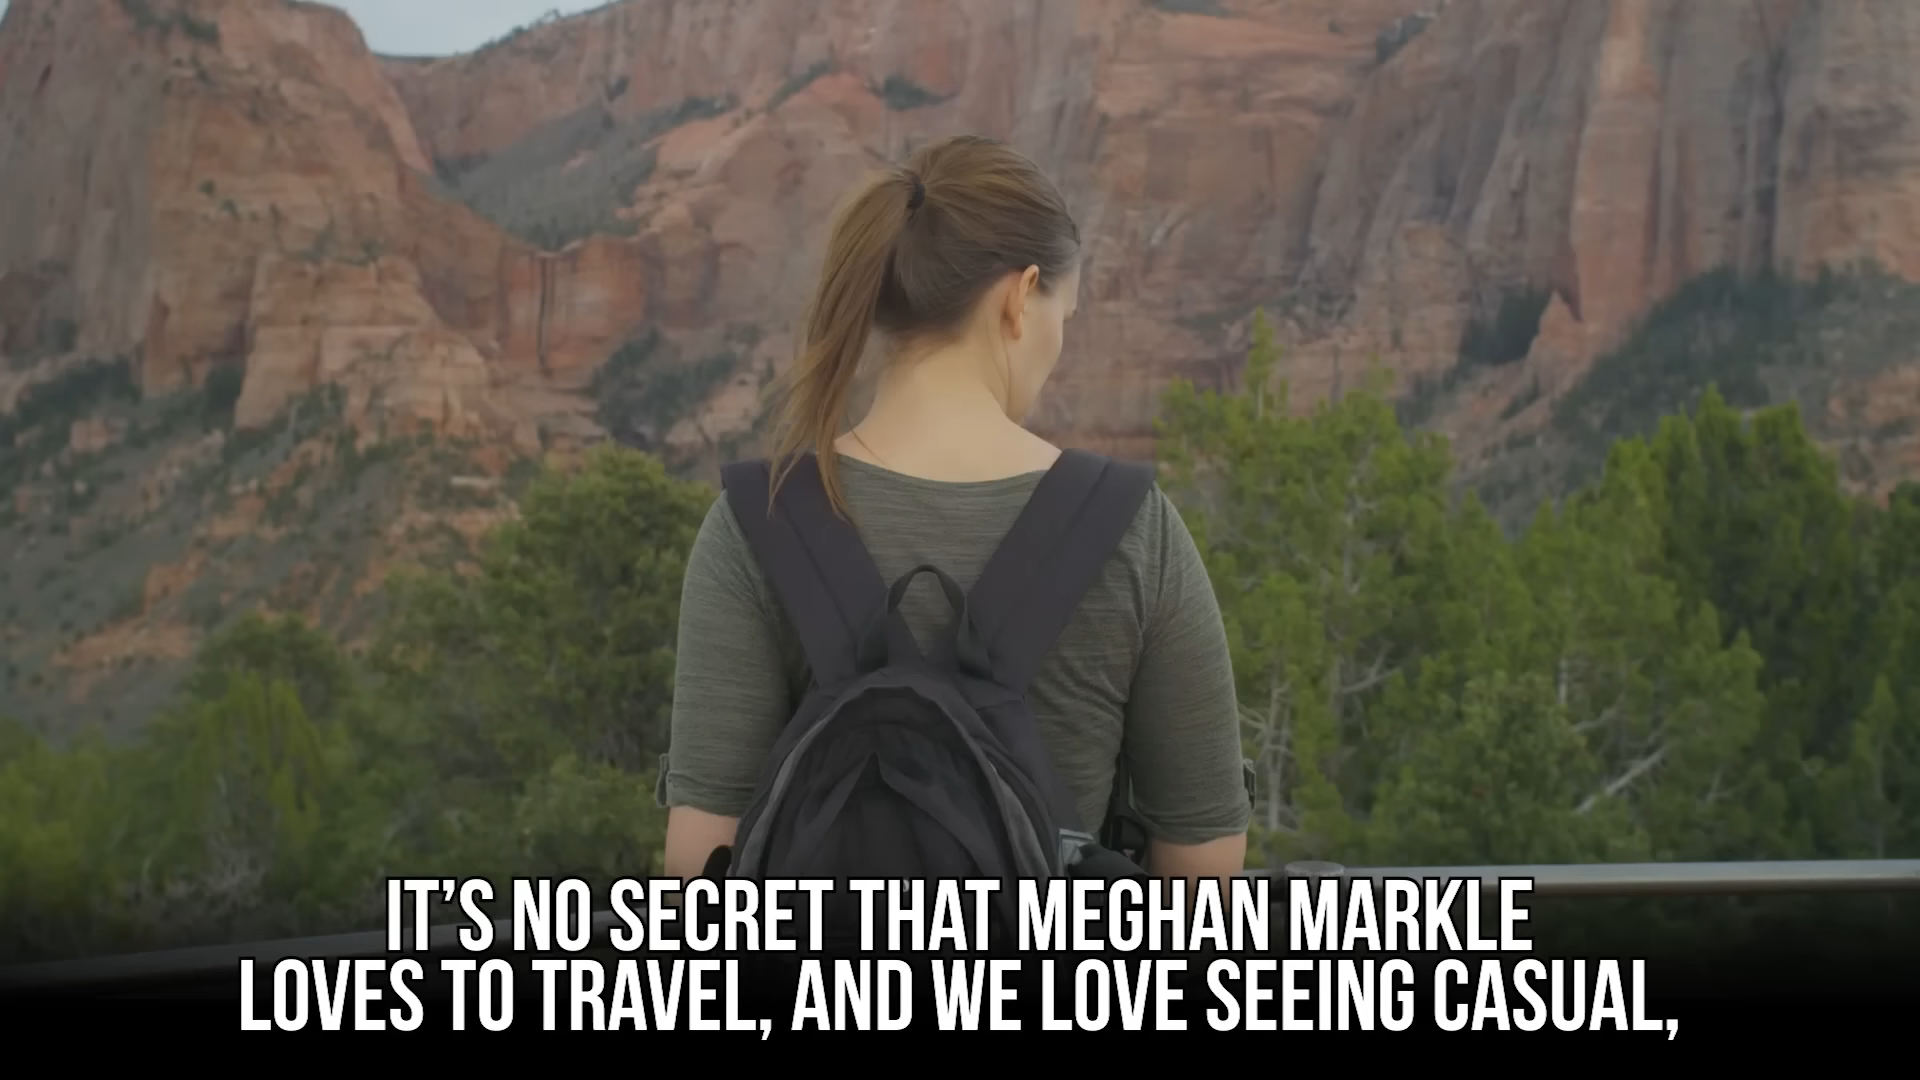 IT’S NO SECRET THAT MEGHAN MARKLE
LOVES TO TRAVEL, AND WE LOVE SEEING CASUAL,